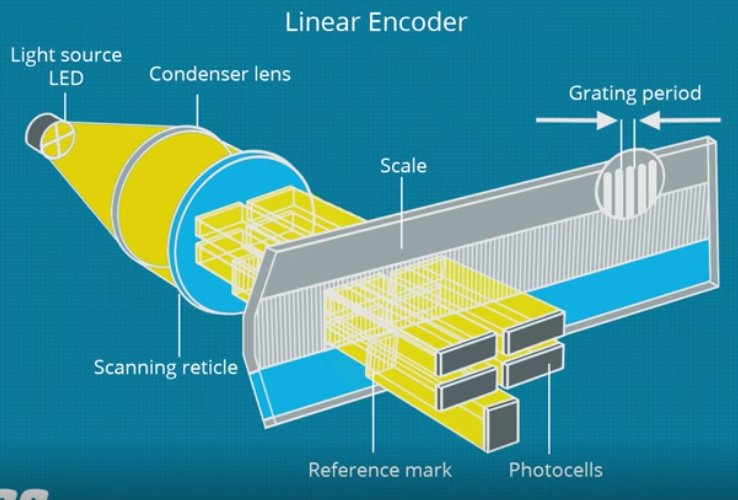 Linear Encoder
Light source
LED
Condenser lens
Grating period
Scale
Scanning reticle
Reference mark
Photocells